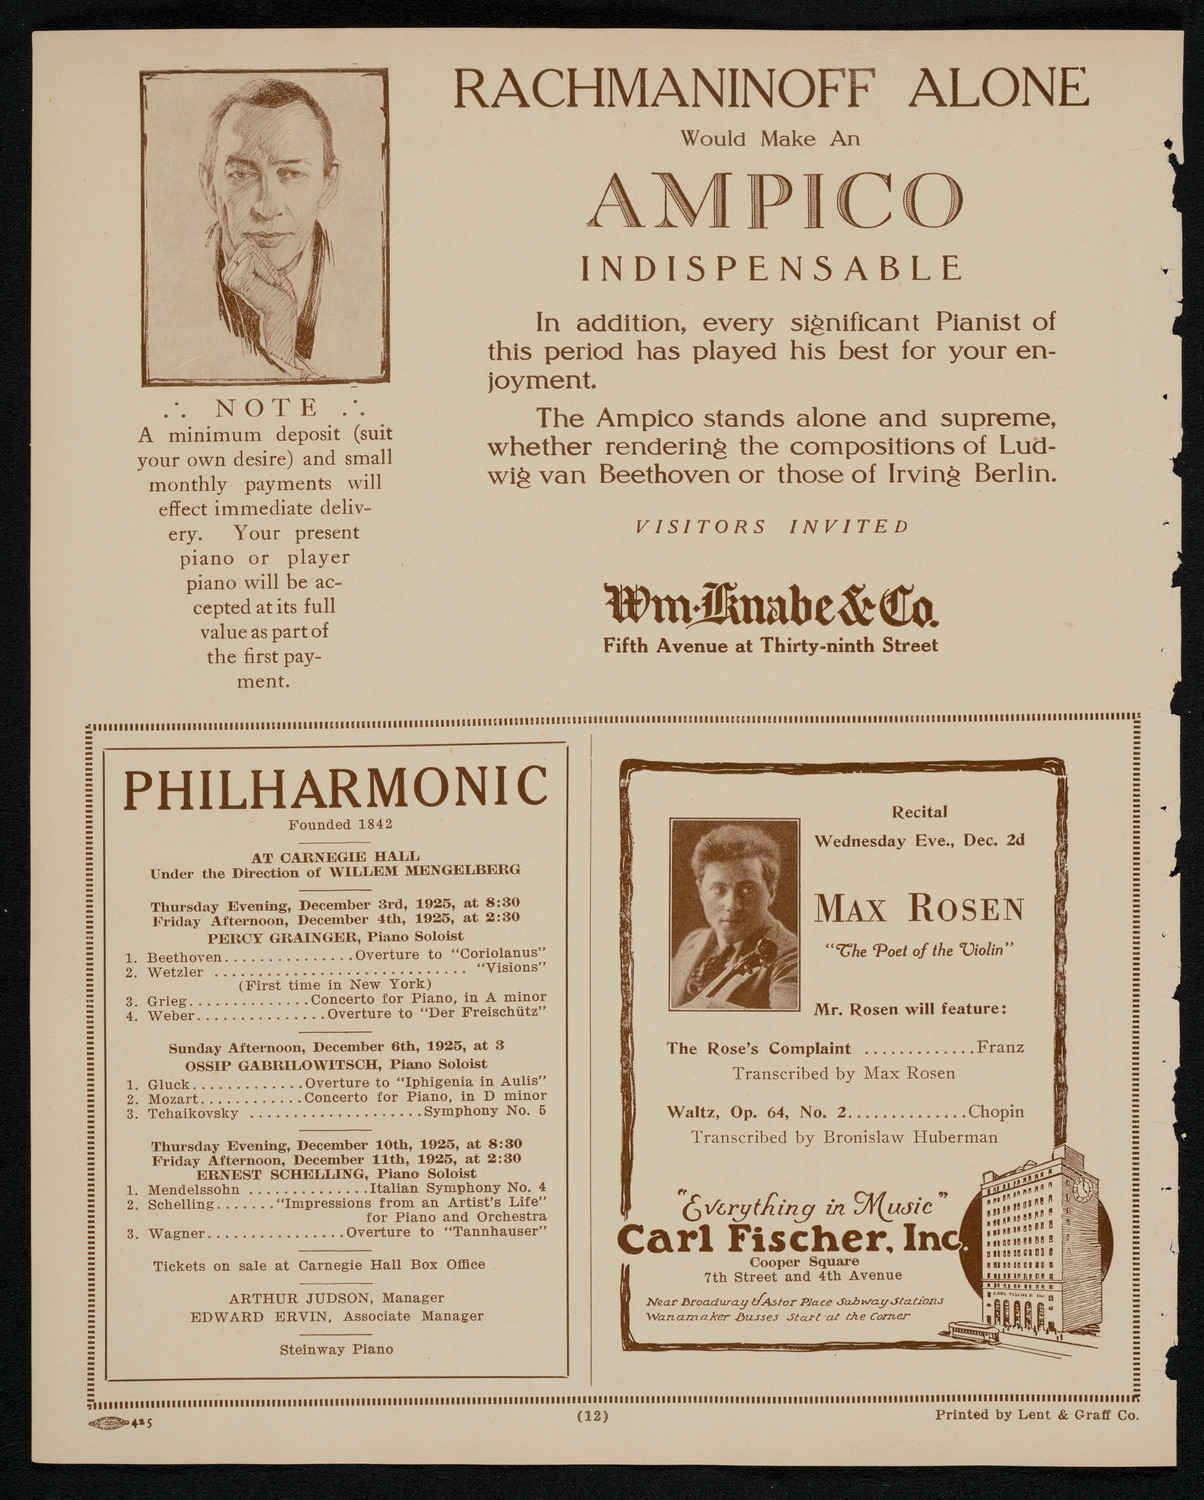 RACHMANINOFF ALONE
Would Make An
AMPICO
INDISPENSABLE
In addition, every significant Pianist of
this period has played his best for your en-
joyment.
The Ampico stands alone and supreme,
whether rendering the compositions of Lud-
wig van Beethoven or those of Irving Berlin.
VISITORS INVITED
Wm. Knabe & Co.
Fifth Avenue at Thirty-ninth Street
∴ NOTE ∴
A minimum deposit (suit
your own desire) and small
monthly payments will
effect immediate deliv-
ery. Your present
piano or player
piano will be ac-
cepted at its full
value as part of
the first pay-
ment.
PHILHARMONIC
Founded 1842
AT CARNEGIE HALL
Under the Direction of WILLEM MENGELBERG
Thursday Evening, December 3rd, 1925, at 8:30
Friday Afternoon, December 4th, 1925, at 2:30
PERCY GRAINGER, Piano Soloist
1. Beethoven...............Overture to "Coriolanus"
2. Wetzler ............................. "Visions"
(First time in New York)
3. Grieg..............Concerto for Piano, in A minor
4. Weber...............Overture to "Der Freischütz"
Sunday Afternoon, December 6th, 1925, at 3
OSSIP GABRILOWITSCH, Piano Soloist
1. Gluck.............Overture to "Iphigenia in Aulis"
2. Mozart............Concerto for Piano, in D minor
3. Tchaikovsky ....................Symphony No. 5
Thursday Evening, December 10th, 1925, at 8:30
Friday Afternoon, December 11th, 1925, at 2:30
ERNEST SCHELLING, Piano Soloist
1. Mendelssohn ..............Italian Symphony No. 4
2. Schelling.......“Impressions from an Artist's Life"
for Piano and Orchestra
3. Wagner................Overture to "Tannhauser"
Tickets on sale at Carnegie Hall Box Office
ARTHUR JUDSON, Manager
EDWARD ERVIN, Associate Manager
Steinway Piano
Recital
Wednesday Eve., Dec. 2d
MAX ROSEN
"The Poet of the Violin"
Mr. Rosen will feature:
The Rose's Complaint .............Franz
Transcribed by Max Rosen
Waltz, Op. 64, No. 2..............Chopin
Transcribed by Bronislaw Huberman
"Everything in Music"
Carl Fischer, Inc.
Cooper Square
7th Street and 4th Avenue
Near Broadway & Astor Place Subway Stations
Wanamaker Busses Start at the Corner
CARL FISCHER INC
425
(12)
Printed by Lent & Graff Co.